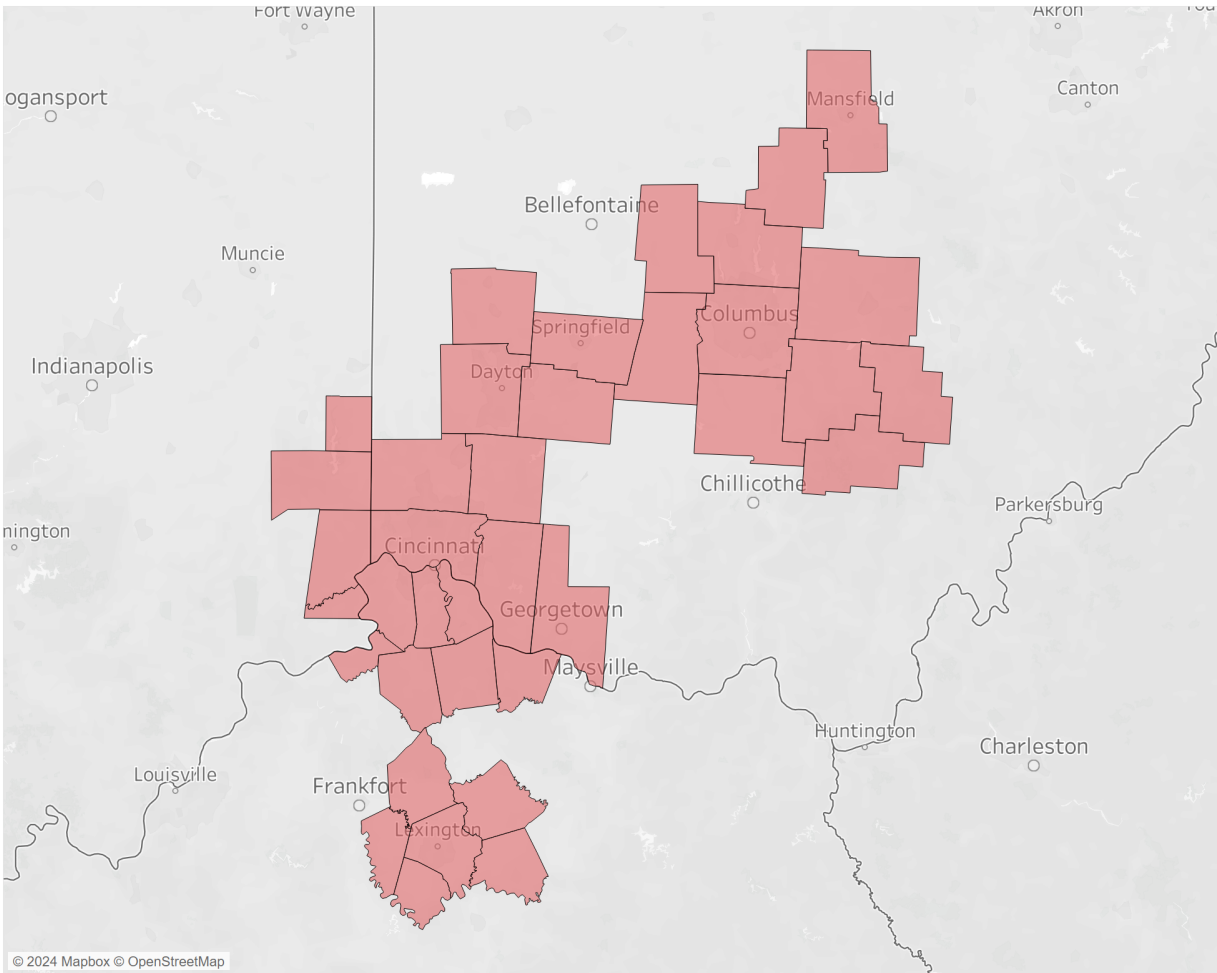 Fort Wayne
Akron
ogansport
Mansfield
Canton
Bellefontaine
Muncie
Columbus
Springfield
Indianapolis
Dayton
Chillicothe
Parkersburg
nington
Cincinnati
Georgetown
Maysville
Huntington
Charleston
Louisville
Frankfort
Lexington
© 2024 Mapbox © OpenStreetMap